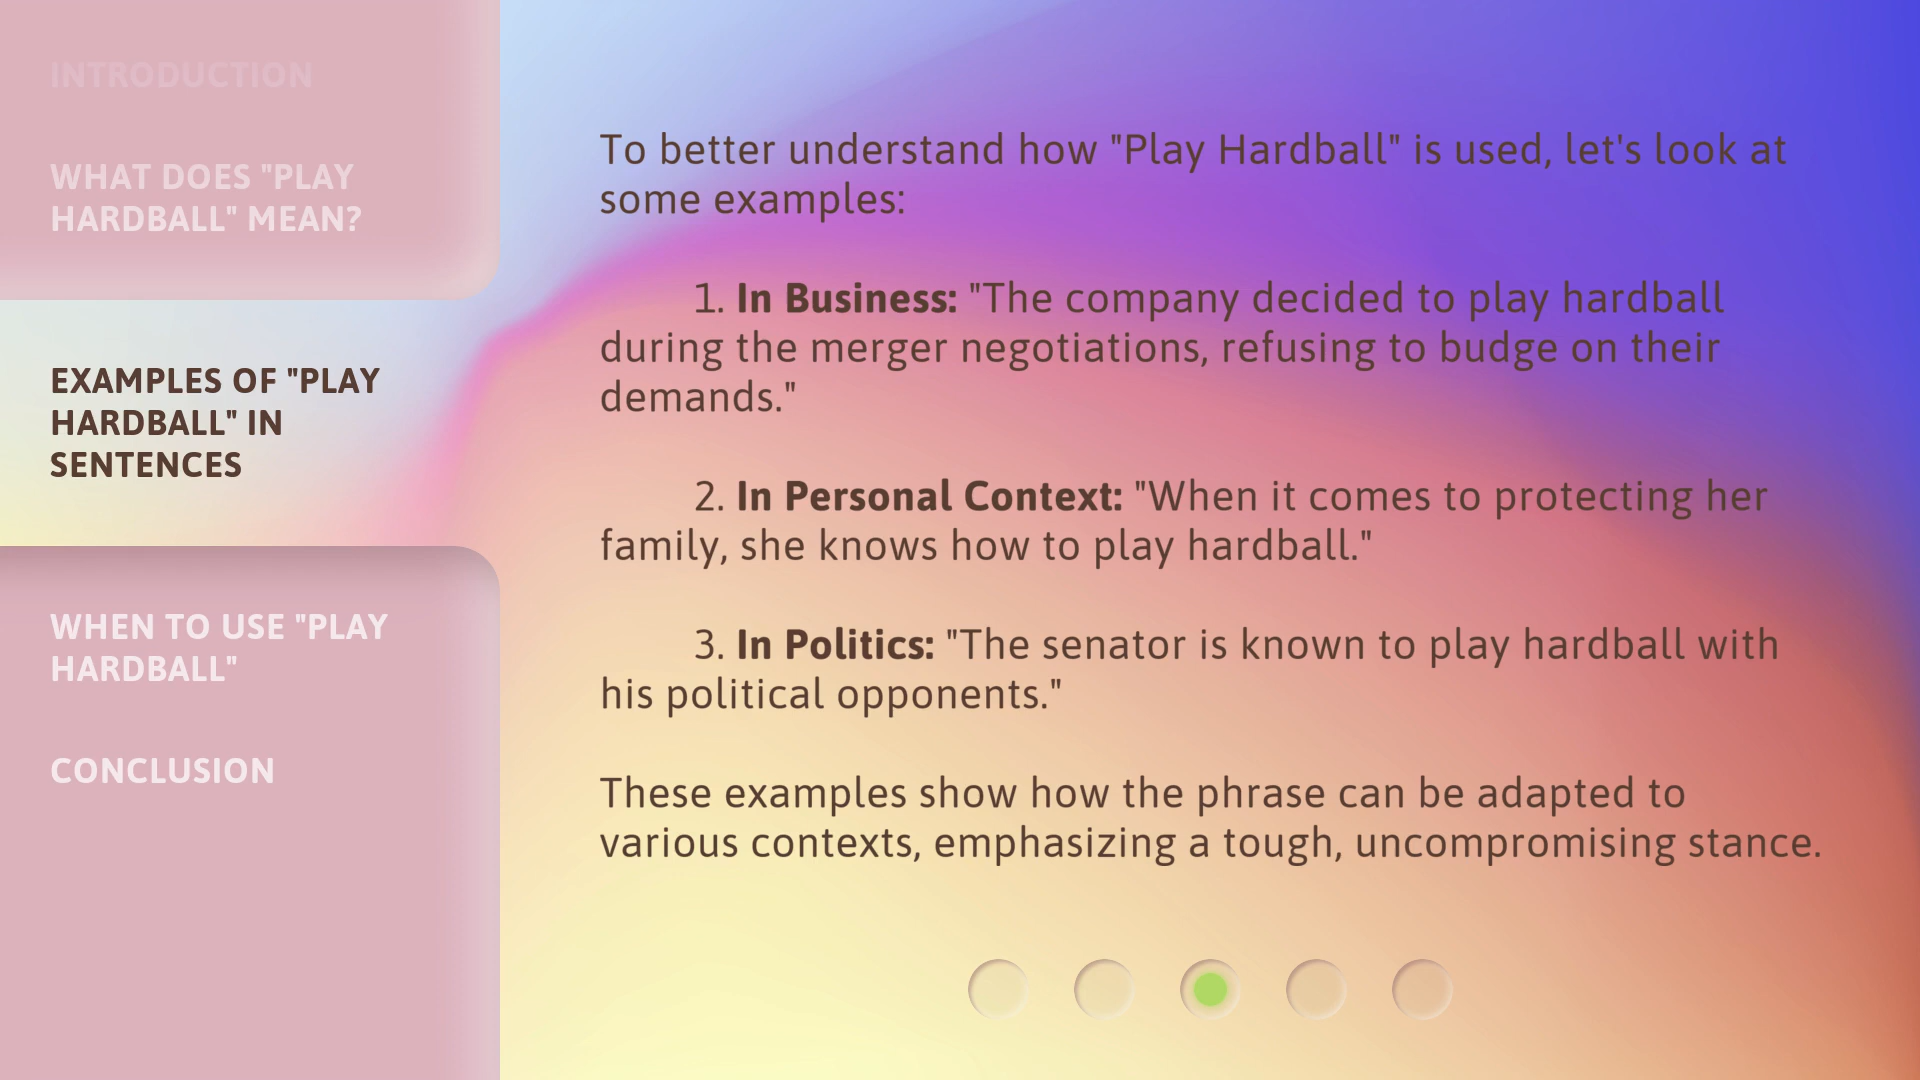 INTRODUCTION
WHAT DOES "PLAY
HARDBALL" MEAN?
EXAMPLES OF "PLAY
HARDBALL" IN
SENTENCES
WHEN TO USE "PLAY
HARDBALL"
CONCLUSION
To better understand how "Play Hardball" is used, let's look at
some examples:
1. In Business: "The company decided to play hardball
during the merger negotiations, refusing to budge on their
demands."
2. In Personal Context: "When it comes to protecting her
family, she knows how to play hardball."
3. In Politics: "The senator is known to play hardball with
his political opponents."
These examples show how the phrase can be adapted to
various contexts, emphasizing a tough, uncompromising stance.